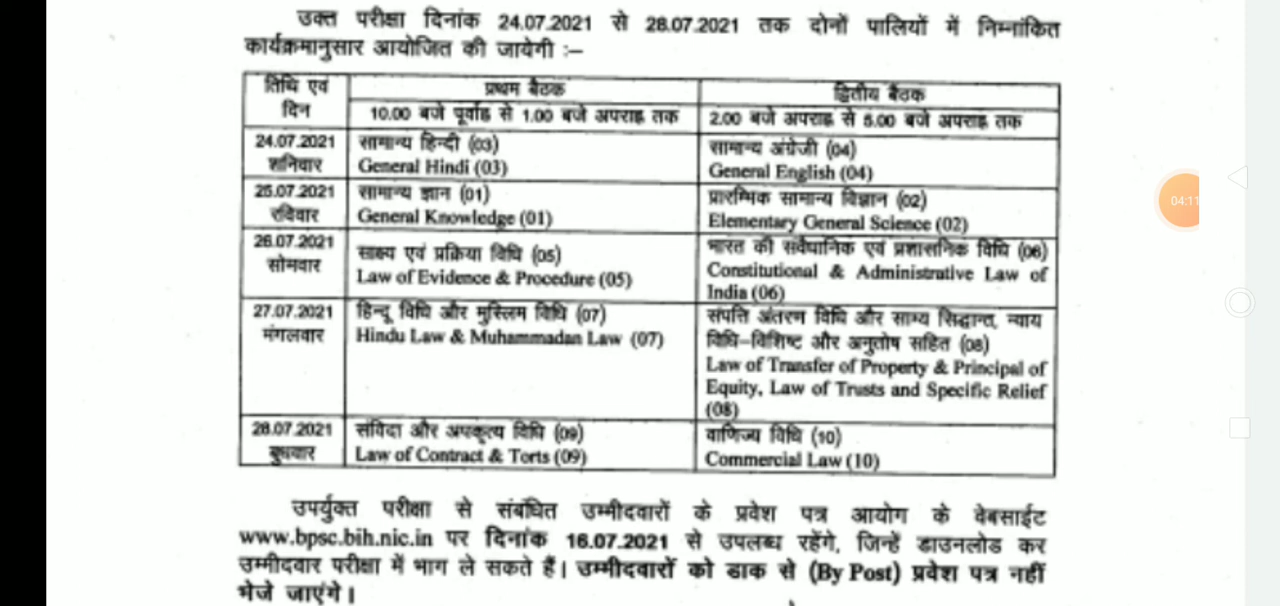 उक्त परीक्षा दिनांक 24.07.2021 से 28.07.2021 तक दोनों पालियों में निम्नांकित
कार्यक्रमानुसार आयोजित की जायेगी :–
तिथि एवं
दिन
प्रथम बैठक
द्वितीय बैठक
10.00 बजे पूर्वाह्न से 1.00 बजे अपराह्न तक
2.00 बजे अपराह्न से 5.00 बजे अपराह्न तक
24.07.2021
शनिवार
सामान्य हिन्दी (03)
General Hindi (03)
सामान्य अंग्रेजी (04)
General English (04)
25.07.2021
रविवार
सामान्य ज्ञान (01)
General Knowledge (01)
प्रारम्भिक सामान्य विज्ञान (02)
Elementary General Science (02)
26.07.2021
सोमवार
साक्ष्य एवं प्रक्रिया विधि (05)
Law of Evidence & Procedure (05)
भारत की संवैधानिक एवं प्रशासनिक विधि (06)
Constitutional & Administrative Law of
India (06)
27.07.2021
मंगलवार
हिन्दू विधि और मुस्लिम विधि (07)
Hindu Law & Muhammadan Law (07)
संपत्ति अंतरण विधि और साम्य सिद्धान्त, न्याय
विधि–विशिष्ट और अनुतोष सहित (08)
Law of Transfer of Property & Principal of
Equity, Law of Trusts and Specific Relief
(08)
28.07.2021
बुधवार
संविदा और अपकृत्य विधि (09)
Law of Contract & Torts (09)
वाणिज्य विधि (10)
Commercial Law (10)
उपर्युक्त परीक्षा से संबंधित उम्मीदवारों के प्रवेश पत्र आयोग के वेबसाईट
www.bpsc.bih.nic.in पर दिनांक 16.07.2021 से उपलब्ध रहेंगे, जिन्हें डाउनलोड कर
उम्मीदवार परीक्षा में भाग ले सकते हैं। उम्मीदवारों को डाक से (By Post) प्रवेश पत्र नहीं
भेजे जाएंगे।
04:11